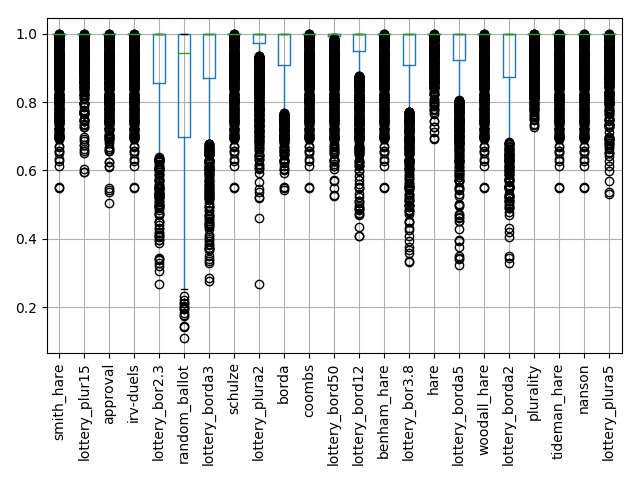 1.0
0.8
0.6
0.4
0.2
smith_hare
lottery_plur15
approval
irv-duels
lottery_bor2.3
random_ballot
lottery_borda3
schulze
lottery_plura2
borda
coombs
lottery_bord50
lottery_bord12
benham_hare
lottery_bor3.8
hare
lottery_borda5
woodall_hare
lottery_borda2
plurality
tideman_hare
nanson
lottery_plura5